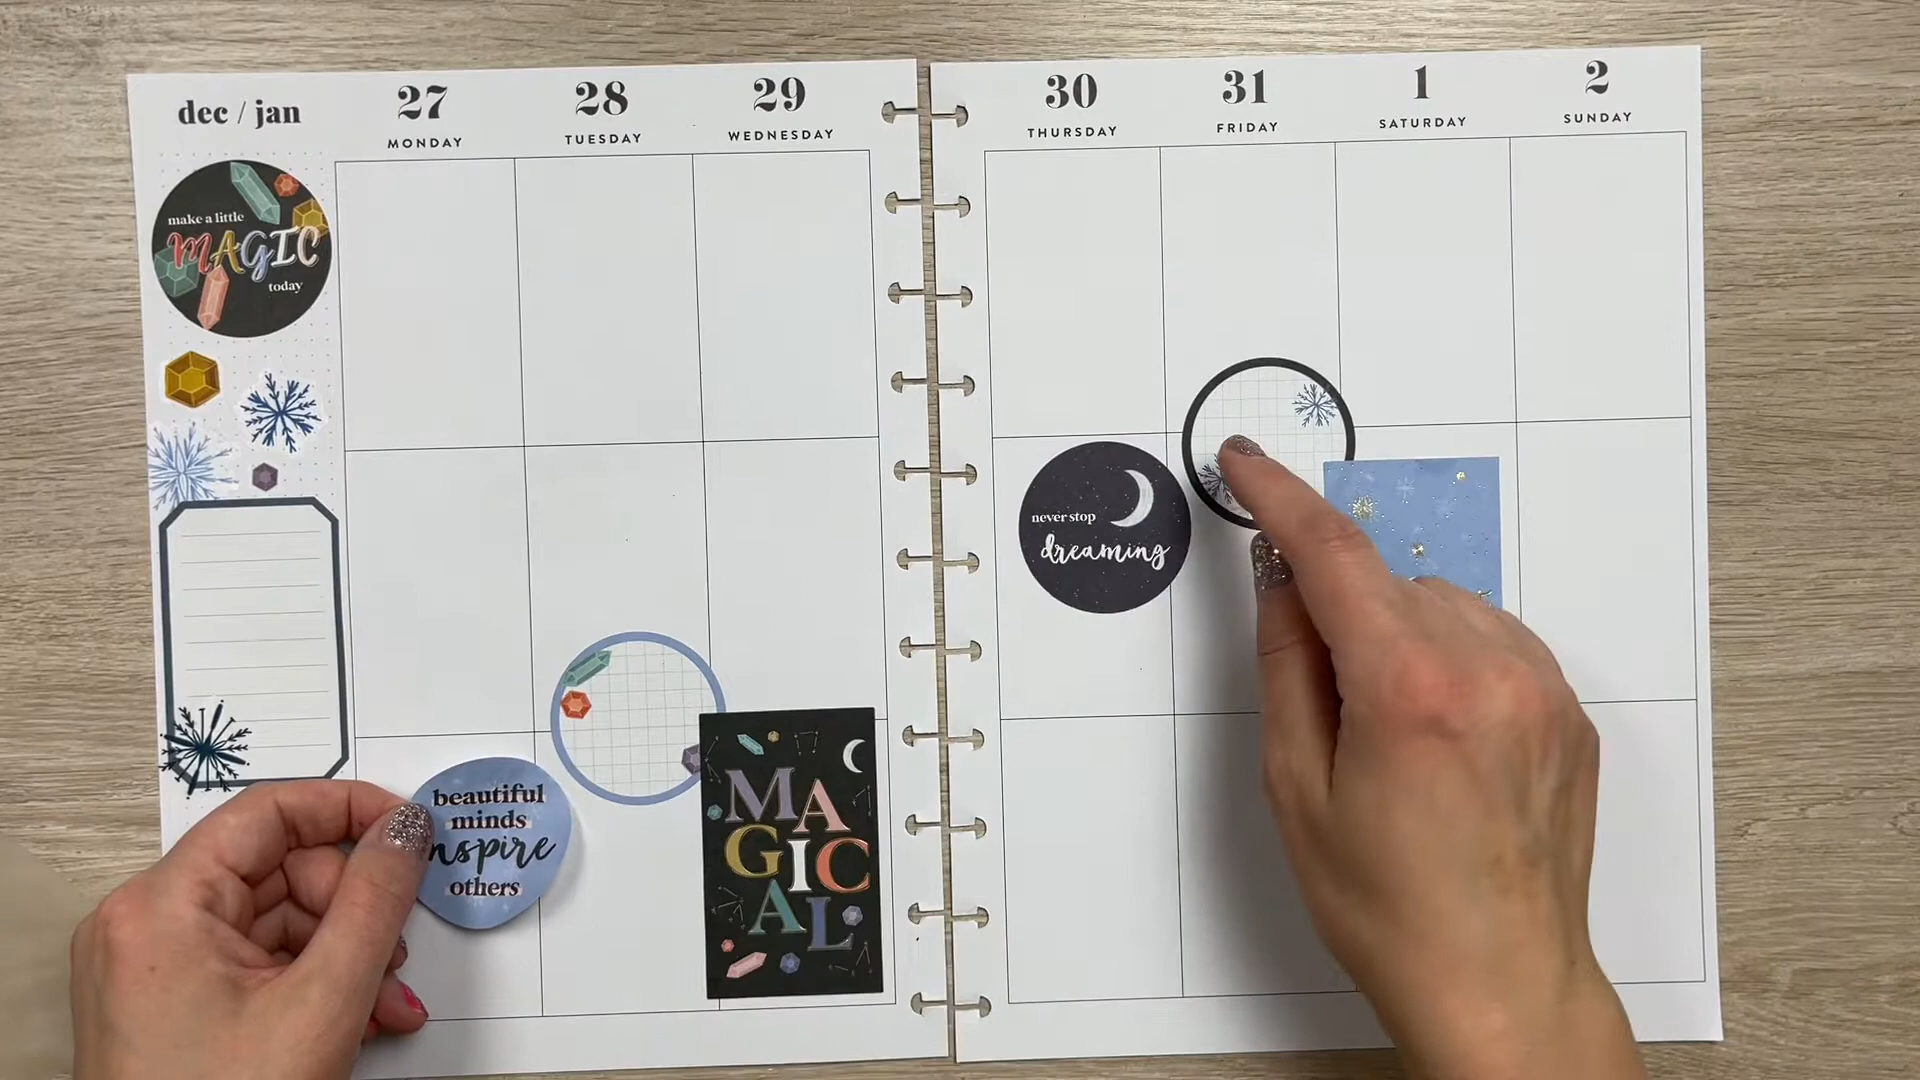 dec / jan
27
MONDAY
28
TUESDAY
29
WEDNESDAY
30
THURSDAY
31
FRIDAY
1
SATURDAY
2
SUNDAY
make a little
MAGIC
today
never stop
dreaming
beautiful
minds
nspire
others
MA
GIC
AL